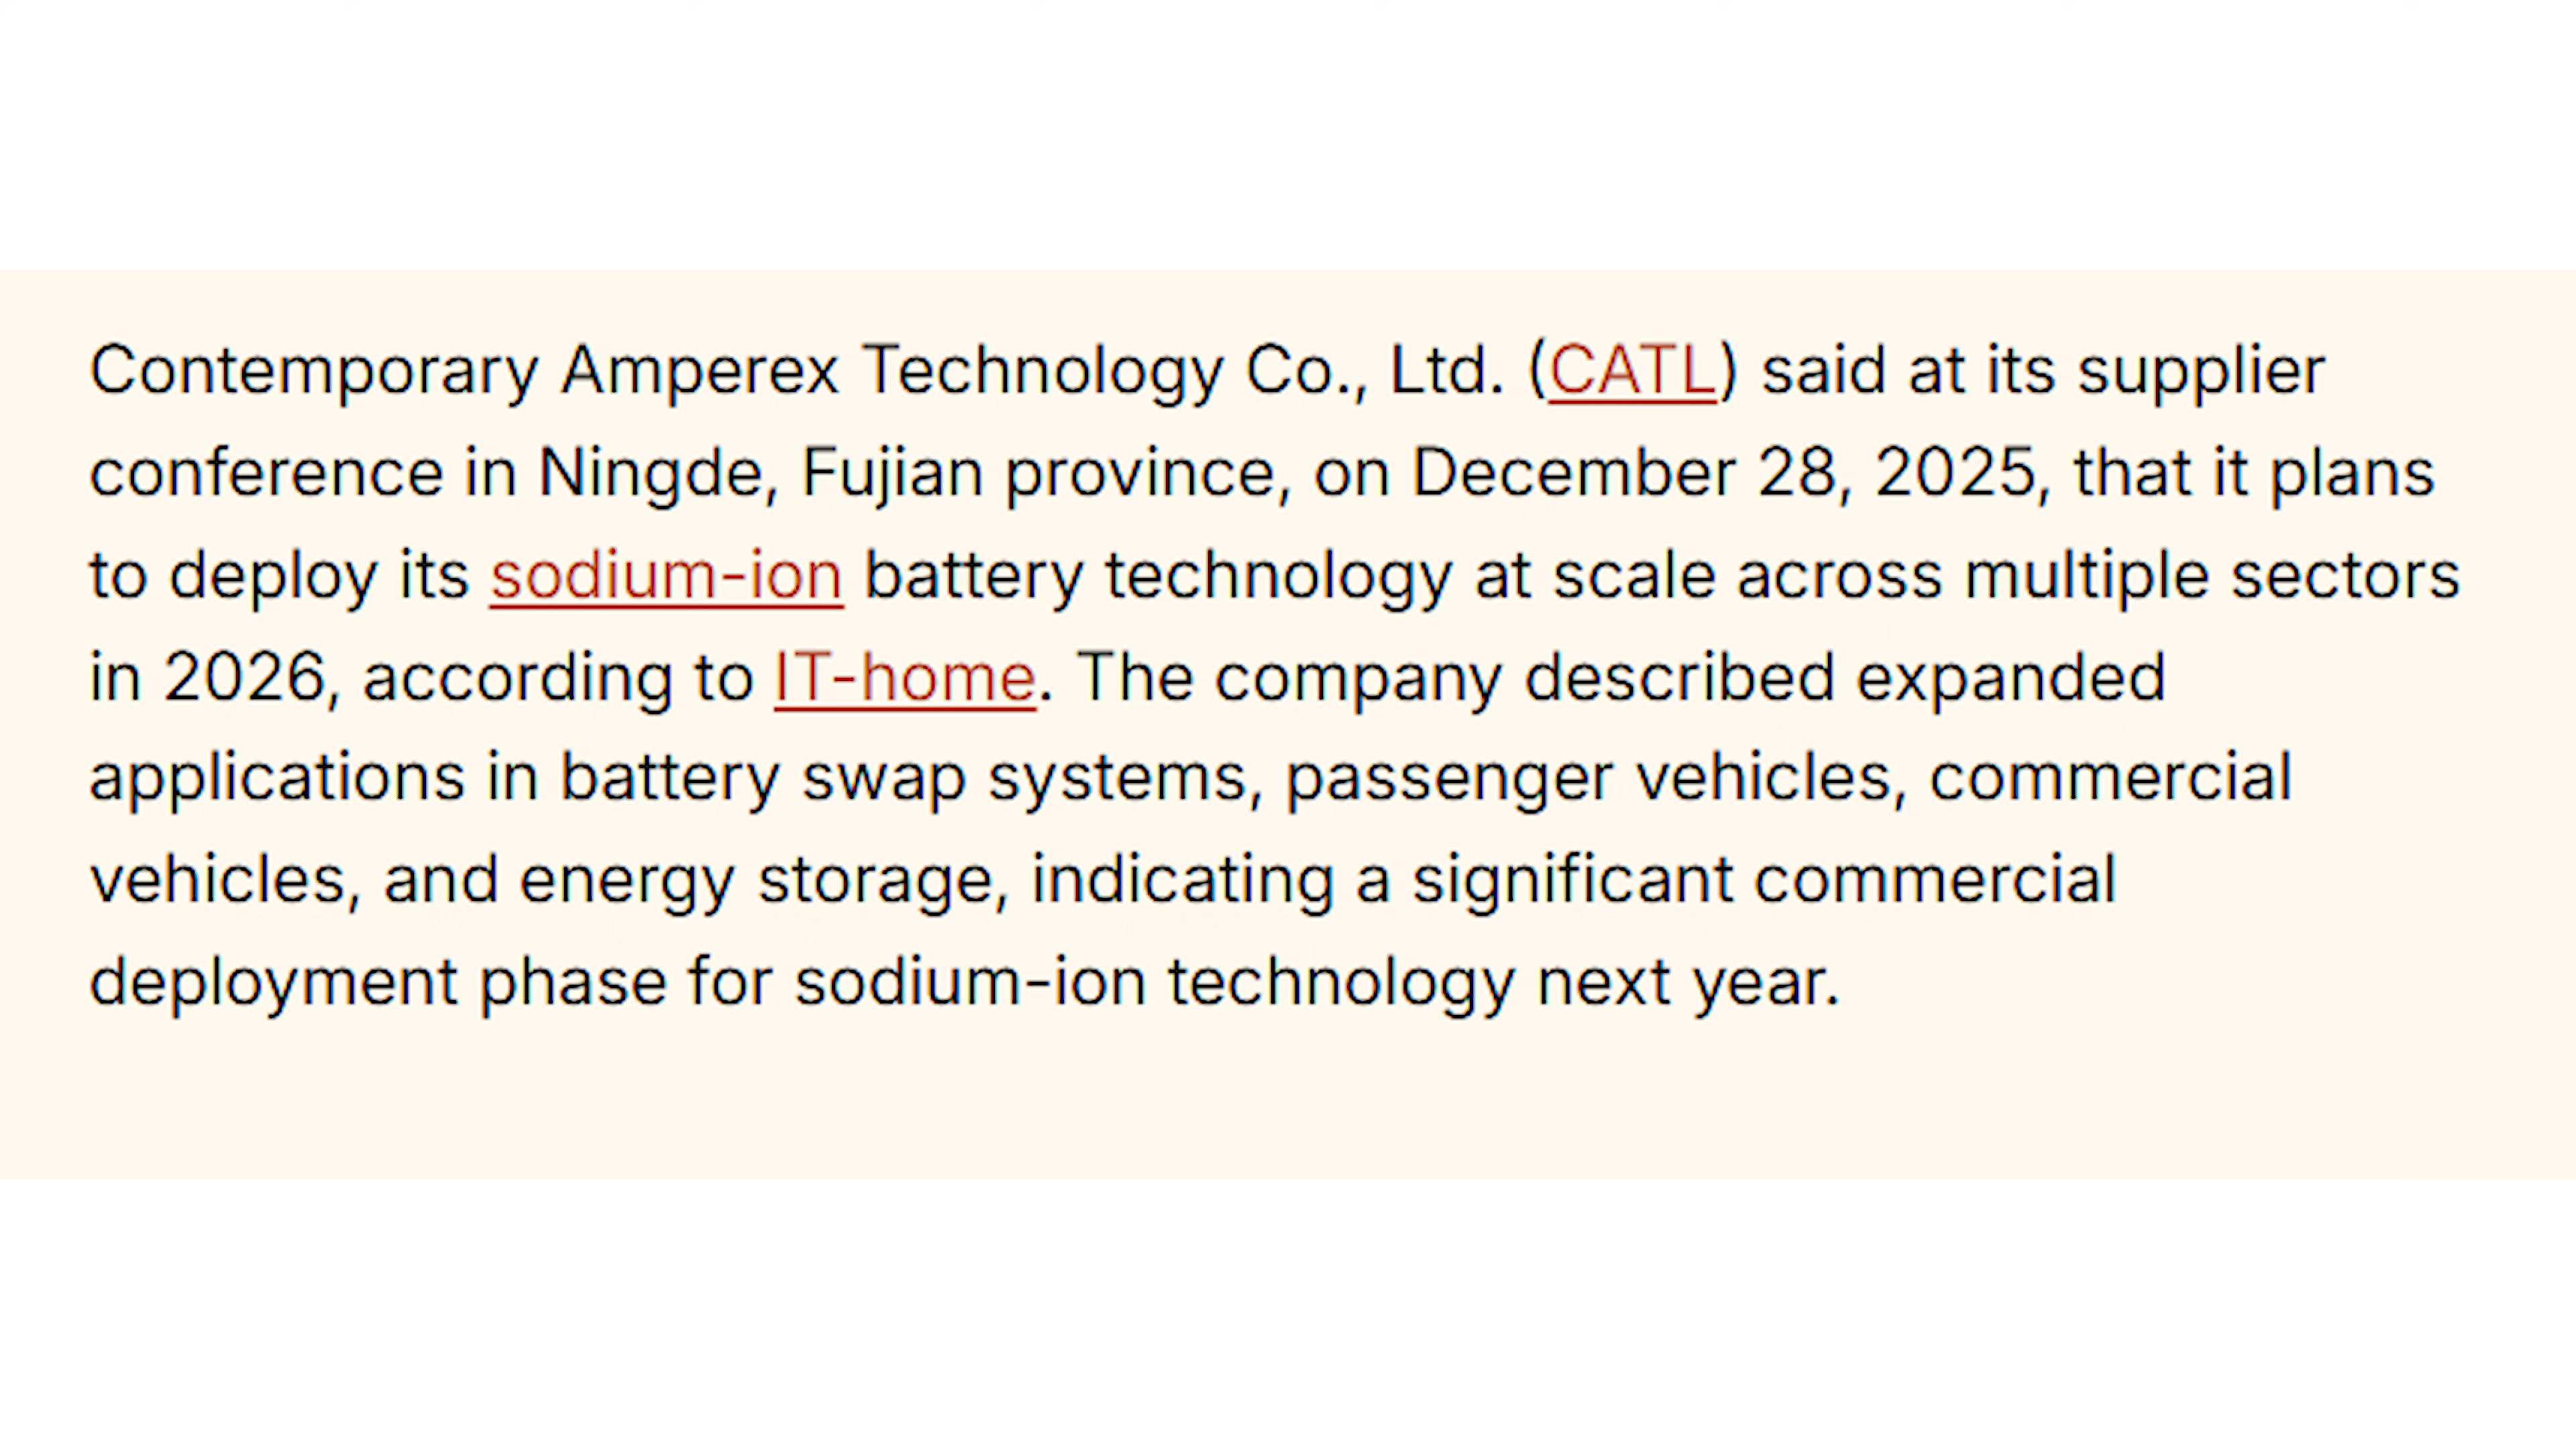 Contemporary Amperex Technology Co., Ltd. (CATL) said at its supplier
conference in Ningde, Fujian province, on December 28, 2025, that it plans
to deploy its sodium-ion battery technology at scale across multiple sectors
in 2026, according to IT-home. The company described expanded
applications in battery swap systems, passenger vehicles, commercial
vehicles, and energy storage, indicating a significant commercial
deployment phase for sodium-ion technology next year.